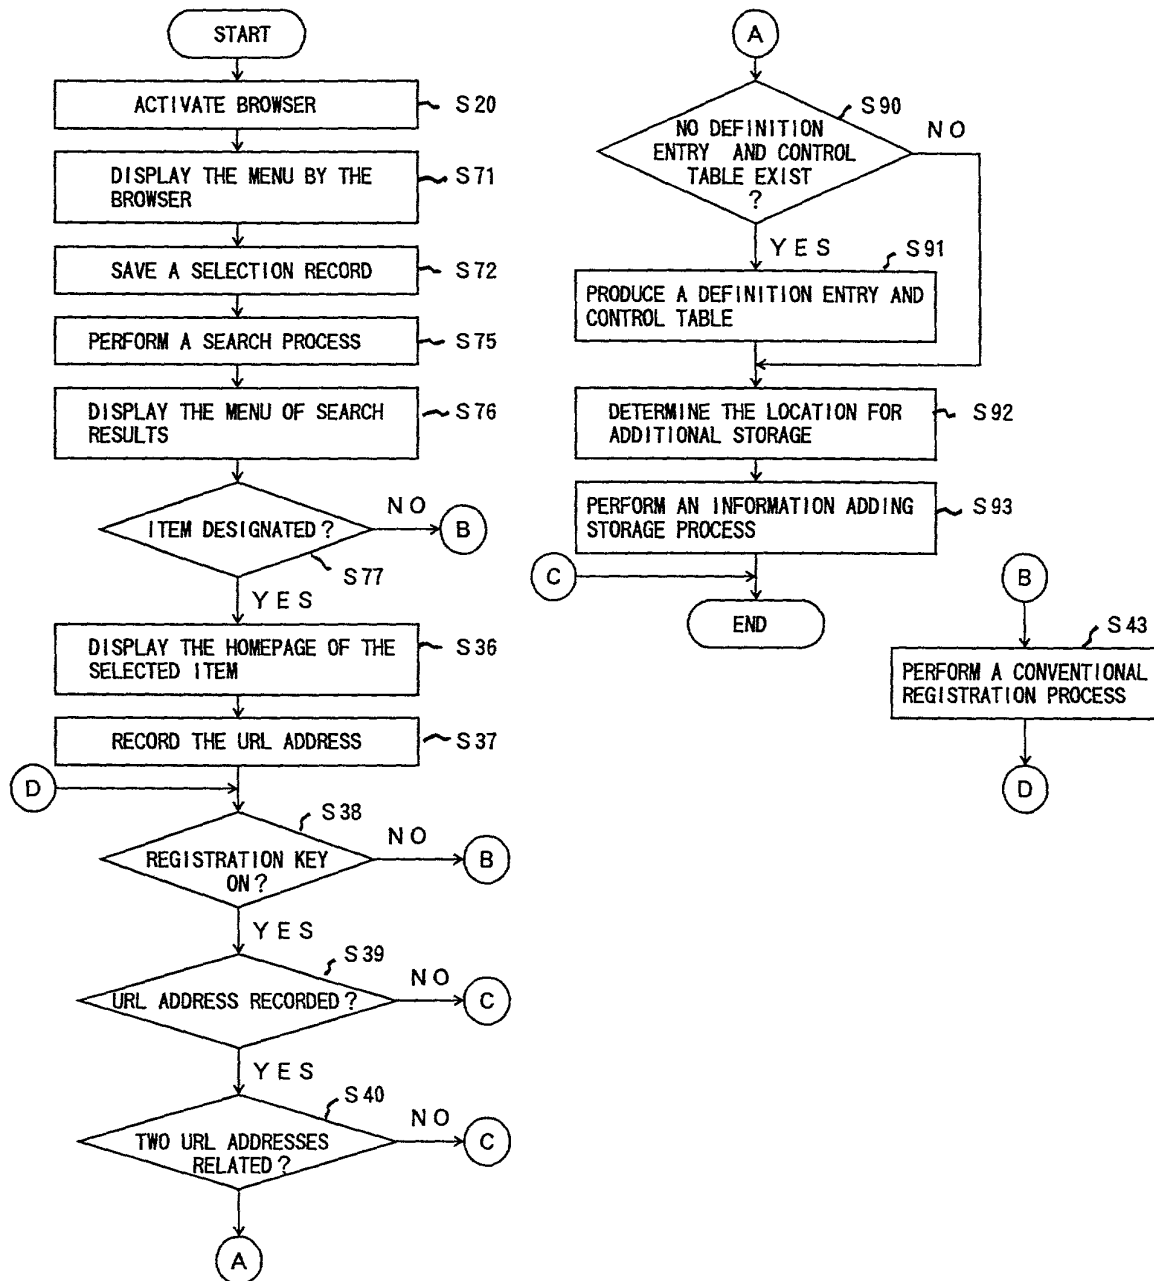 START
ACTIVATE BROWSER
S20
DISPLAY THE MENU BY THE
BROWSER
S71
SAVE A SELECTION RECORD
S72
PERFORM A SEARCH PROCESS
S75
DISPLAY THE MENU OF SEARCH
RESULTS
S76
ITEM DESIGNATED?
NO
B
S77
YES
DISPLAY THE HOMEPAGE OF THE
SELECTED ITEM
S36
RECORD THE URL ADDRESS
S37
D
S38
REGISTRATION KEY
ON?
NO
B
YES
S39
URL ADDRESS RECORDED?
NO
C
YES
S40
TWO URL ADDRESSES
RELATED?
NO
C
A
A
S90
NO DEFINITION
ENTRY AND CONTROL
TABLE EXIST
?
NO
YES
S91
PRODUCE A DEFINITION ENTRY AND
CONTROL TABLE
DETERMINE THE LOCATION FOR
ADDITIONAL STORAGE
S92
PERFORM AN INFORMATION ADDING
STORAGE PROCESS
S93
C
END
B
S43
PERFORM A CONVENTIONAL
REGISTRATION PROCESS
D